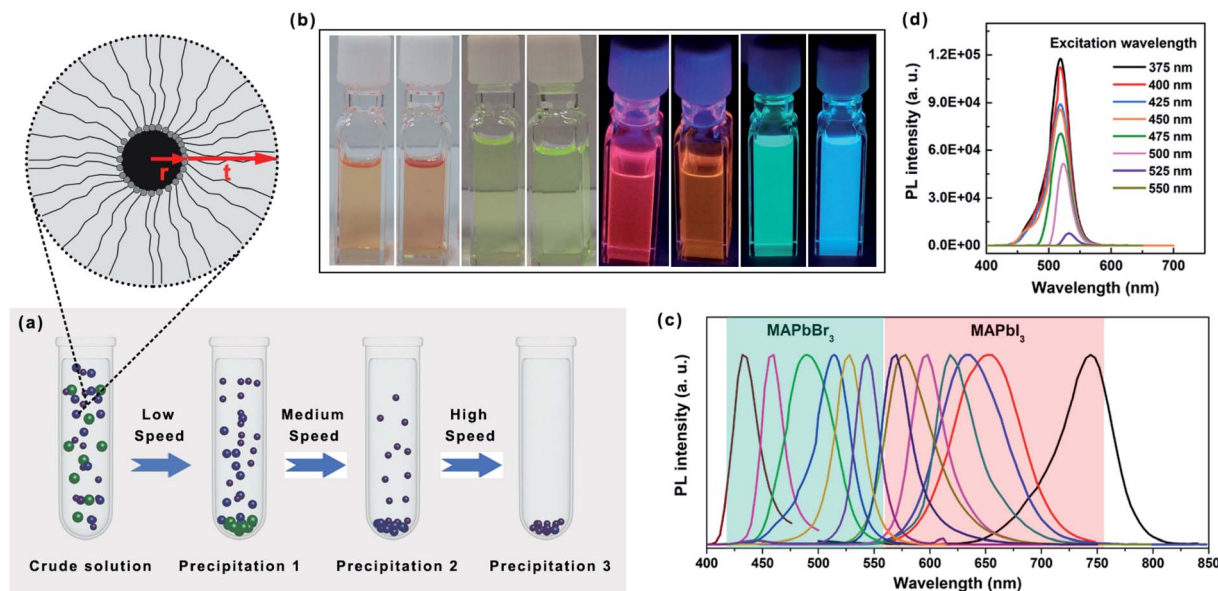 r
t
(b)
(d)
1.2E+05
9.0E+04
6.0E+04
3.0E+04
0.0E+00
PL intensity (a. u.)
Excitation wavelength
375 nm
400 nm
425 nm
450 nm
475 nm
500 nm
525 nm
550 nm
400 500 600 700
Wavelength (nm)
(a)
Low
Speed
Medium
Speed
High
Speed
Crude solution Precipitation 1 Precipitation 2 Precipitation 3
(c)
MAPbBr3
MAPbI3
PL intensity (a. u.)
400 450 500 550 600 650 700 750 800 850
Wavelength (nm)